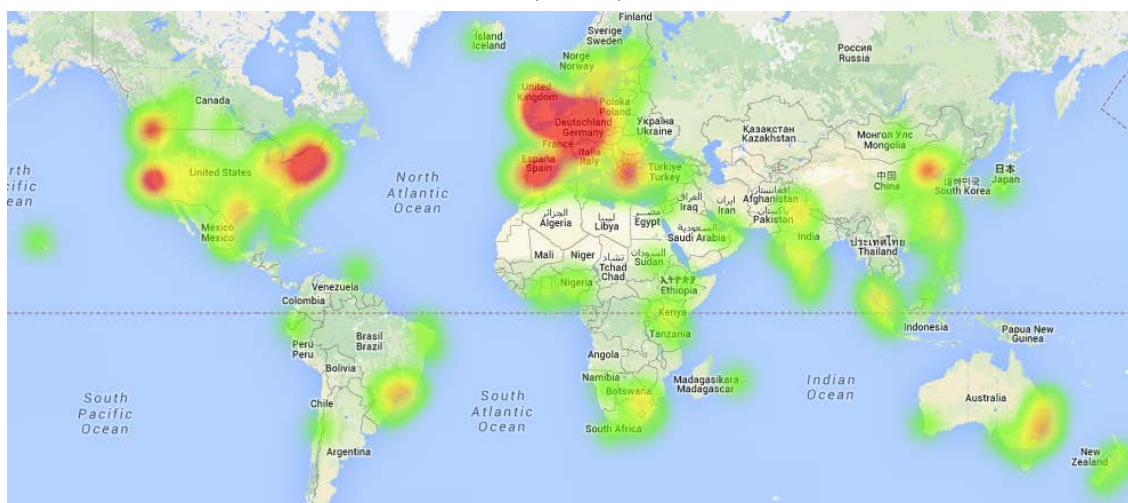 Finland
Ísland
Iceland
Sverige
Sweden
Norge
Norway
Россия
Russia
Canada
United
Kingdom
Polska
Poland
Deutschland
Germany
Україна
Ukraine
Қазақстан
Kazakhstan
Монгол Улс
Mongolia
France
Italia
Italy
España
Spain
Türkiye
Turkey
United States
North
Atlantic
Ocean
中国
China
대한민국
South Korea
日本
Japan
العراق
Iraq
ایران
Iran
افغانستان
Afghanistan
پاکستان
Pakistan
الجزائر
Algeria
ليبيا
Libya
مصر
Egypt
السعودية
Saudi Arabia
México
Mexico
India
ประเทศไทย
Thailand
Mali
Niger
تشاد
Tchad
Chad
السودان
Sudan
Nigeria
ኢትዮጵያ
Ethiopia
Venezuela
Colombia
Kenya
Tanzania
Indonesia
Papua New
Guinea
Perú
Peru
Brasil
Brazil
Bolivia
Angola
Namibia
Botswana
Madagasikara
Madagascar
Indian
Ocean
Australia
South
Pacific
Ocean
Chile
South
Atlantic
Ocean
South Africa
Argentina
New
Zealand